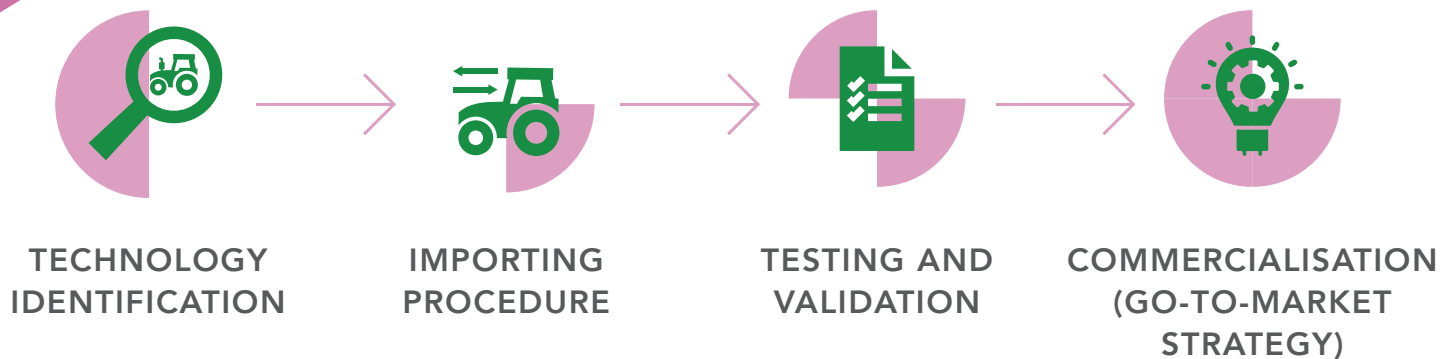 TECHNOLOGY
IDENTIFICATION
IMPORTING
PROCEDURE
TESTING AND
VALIDATION
COMMERCIALISATION
(GO-TO-MARKET
STRATEGY)